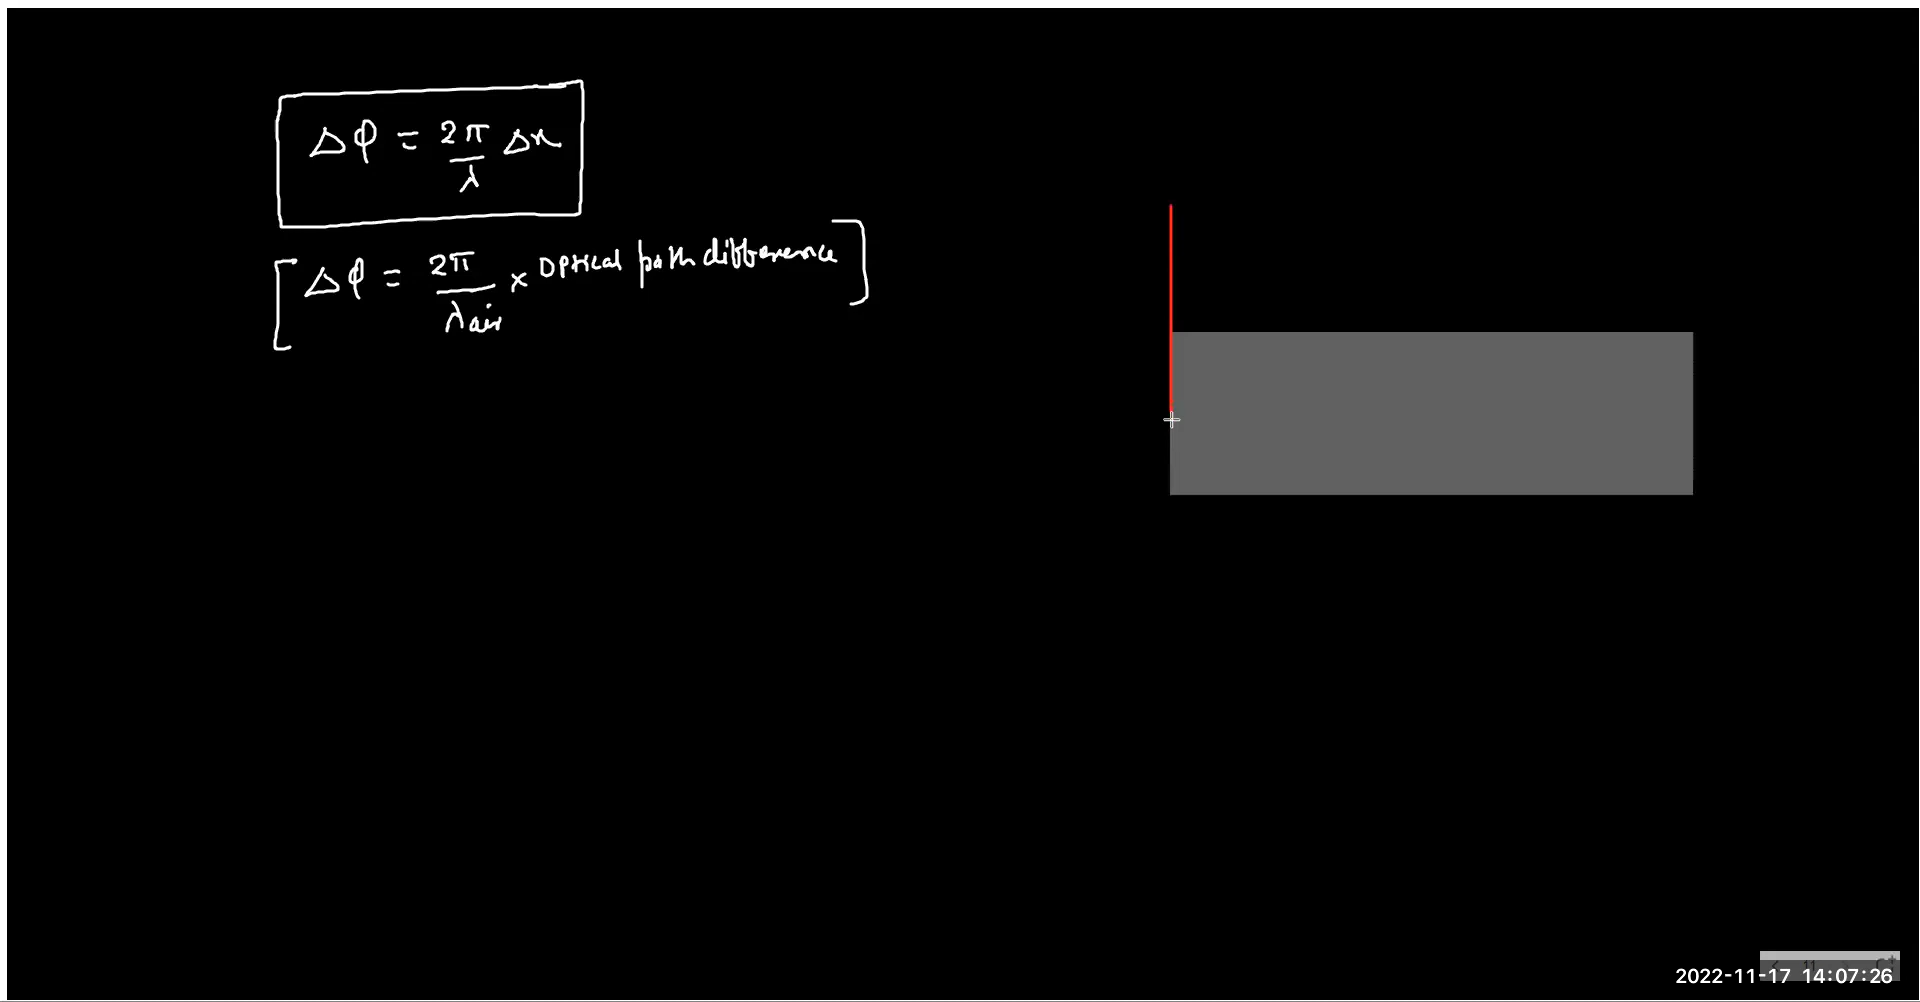 Δφ = 2π/λ Δx
[Δφ = 2π/λair × Optical path difference]
2022-11-17 14:07:26